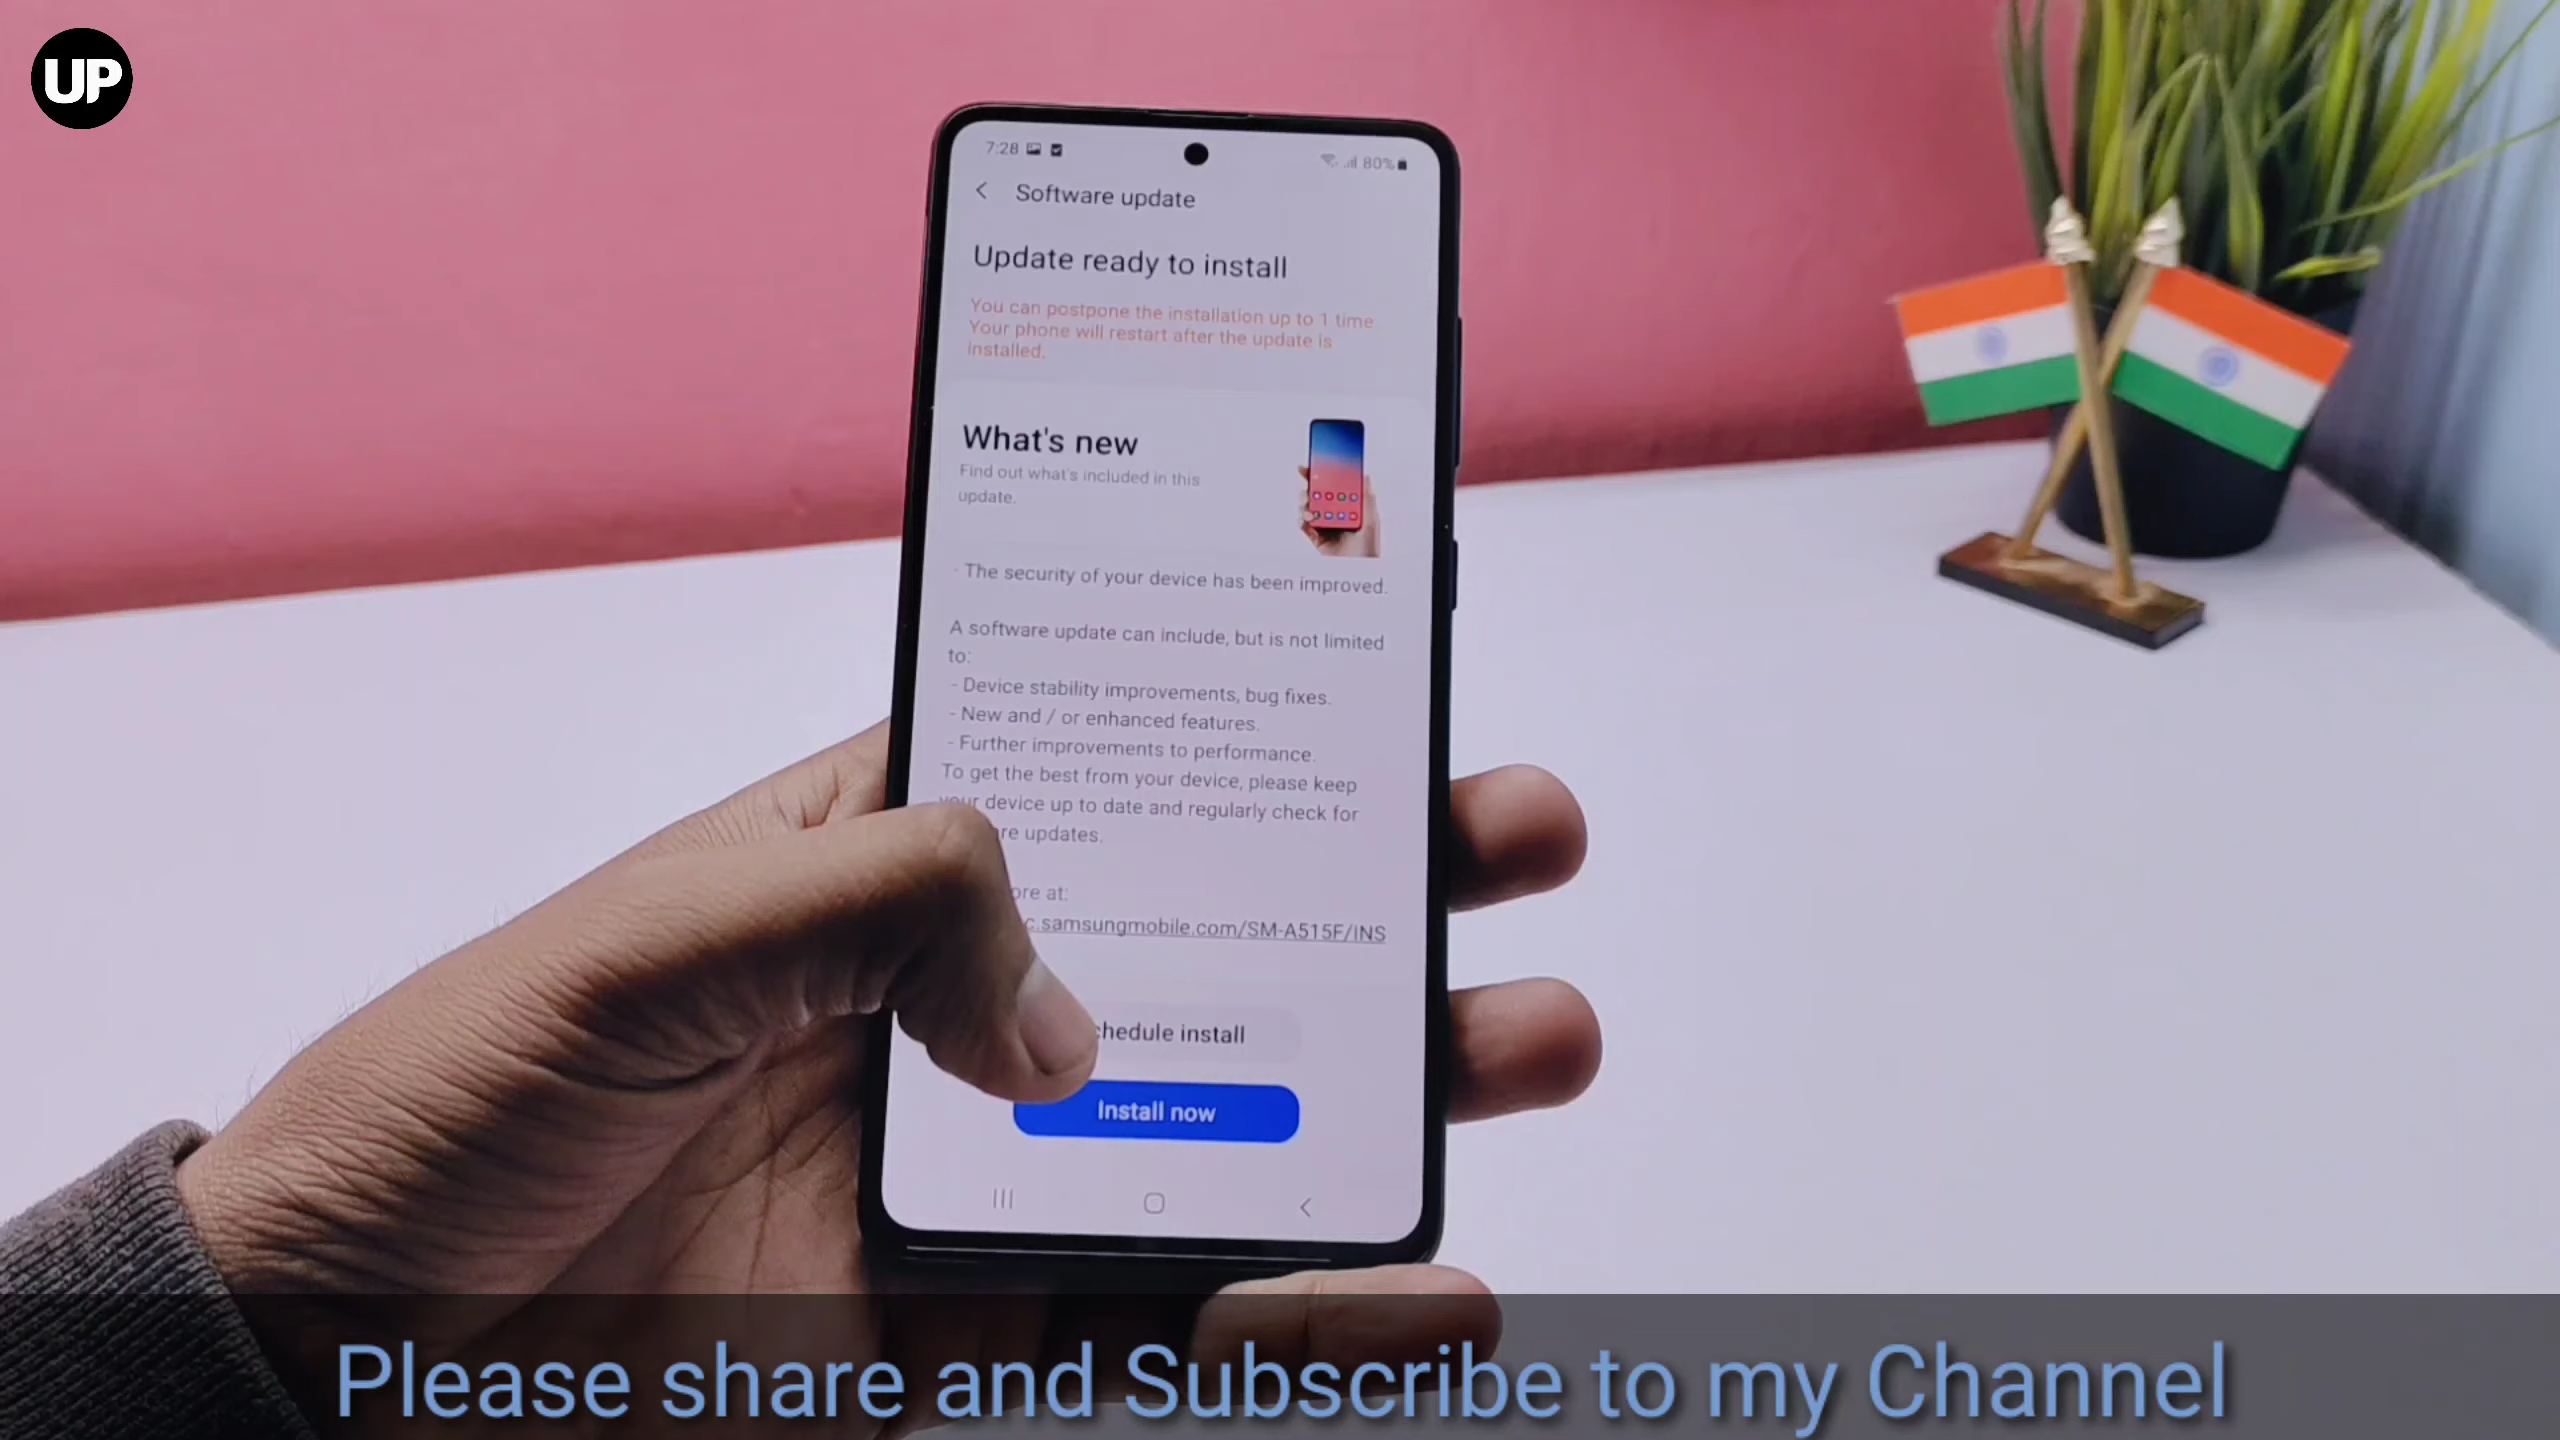 UP
7:28
80%
Software update
Update ready to install
You can postpone the installation up to 1 time
Your phone will restart after the update is
installed.
What's new
Find out what's included in this
update.
- The security of your device has been improved.
A software update can include, but is not limited
to:
- Device stability improvements, bug fixes.
- New and / or enhanced features.
- Further improvements to performance.
To get the best from your device, please keep
your device up to date and regularly check for
updates.
at:
c.samsungmobile.com/SM-A515F/INS
install
Install now
Please share and Subscribe to my Channel